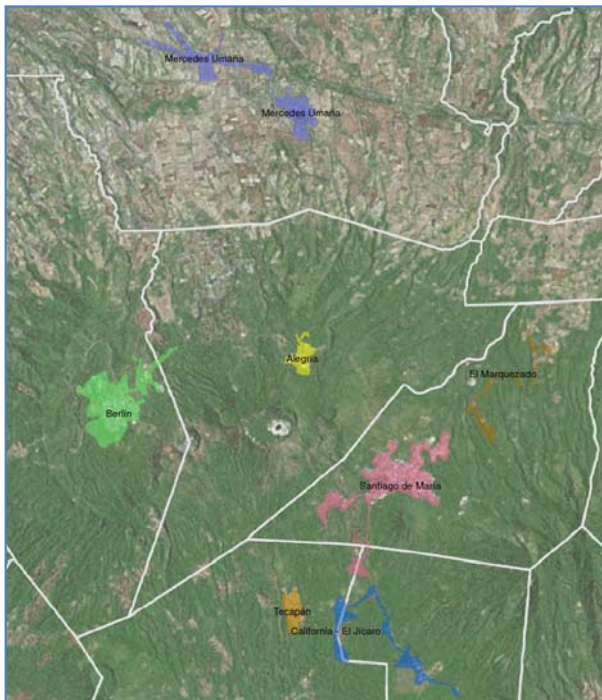 Mercedes Umaña
Mercedes Umaña
Alegría
El Marquezado
Berlín
Santiago de María
Tecapán
California - El Jícaro